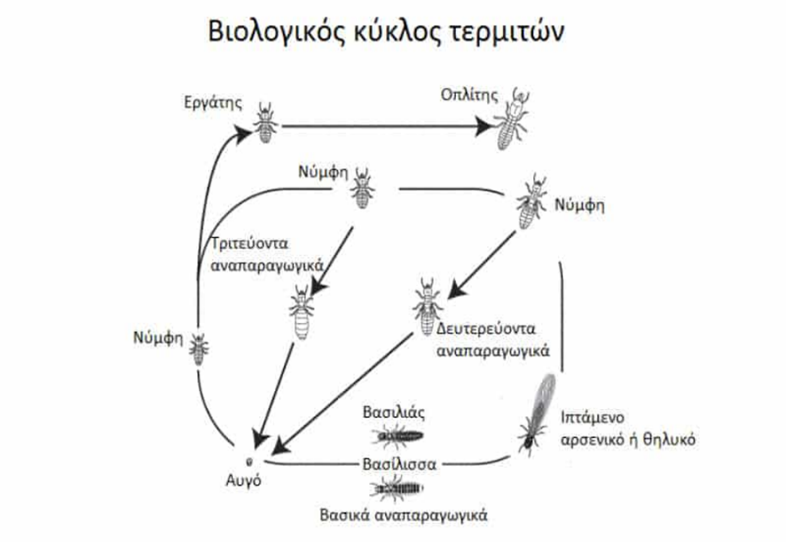 Βιολογικός κύκλος τερμιτών
Εργάτης
Οπλίτης
Νύμφη
Νύμφη
Τριτεύοντα
αναπαραγωγικά
Νύμφη
Δευτερεύοντα
αναπαραγωγικά
Βασιλιάς
Ιπτάμενο
αρσενικό ή θηλυκό
Βασίλισσα
Αυγό
Βασικά αναπαραγωγικά